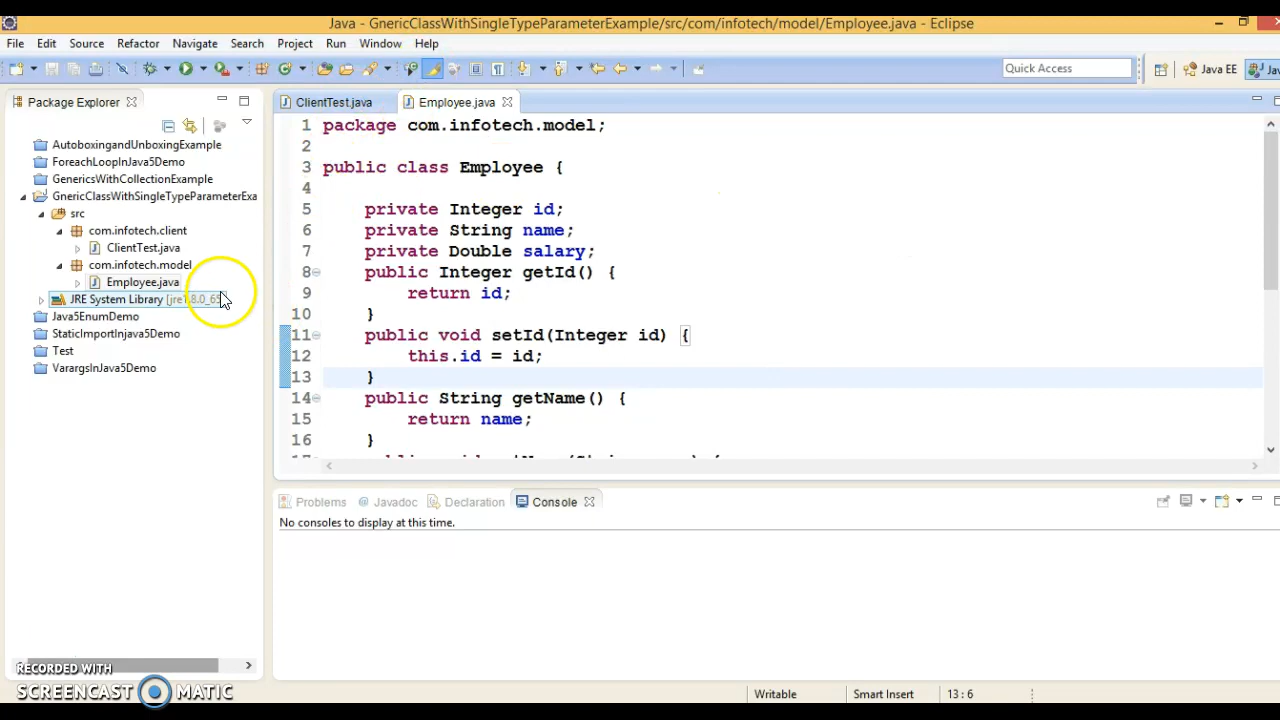 Java - GnericClassWithSingleTypeParameterExample/src/com/infotech/model/Employee.java - Eclipse
File Edit Source Refactor Navigate Search Project Run Window Help
Quick Access
Java EE
Package Explorer
ClientTest.java
Employee.java
AutoboxingandUnboxingExample
ForeachLoopInJava5Demo
GenericsWithCollectionExample
GnericClassWithSingleTypeParameterExa
src
com.infotech.client
ClientTest.java
com.infotech.model
Employee.java
JRE System Library [jre1.8.0_65
Java5EnumDemo
StaticImportInjava5Demo
Test
VarargsInJava5Demo
1 package com.infotech.model;
2
3 public class Employee {
4
5 private Integer id;
6 private String name;
7 private Double salary;
8 public Integer getId() {
9 return id;
10 }
11 public void setId(Integer id) {
12 this.id = id;
13 }
14 public String getName() {
15 return name;
16 }
Problems @ Javadoc Declaration Console
No consoles to display at this time.
RECORDED WITH
SCREENCAST MATIC
Writable Smart Insert 13 : 6